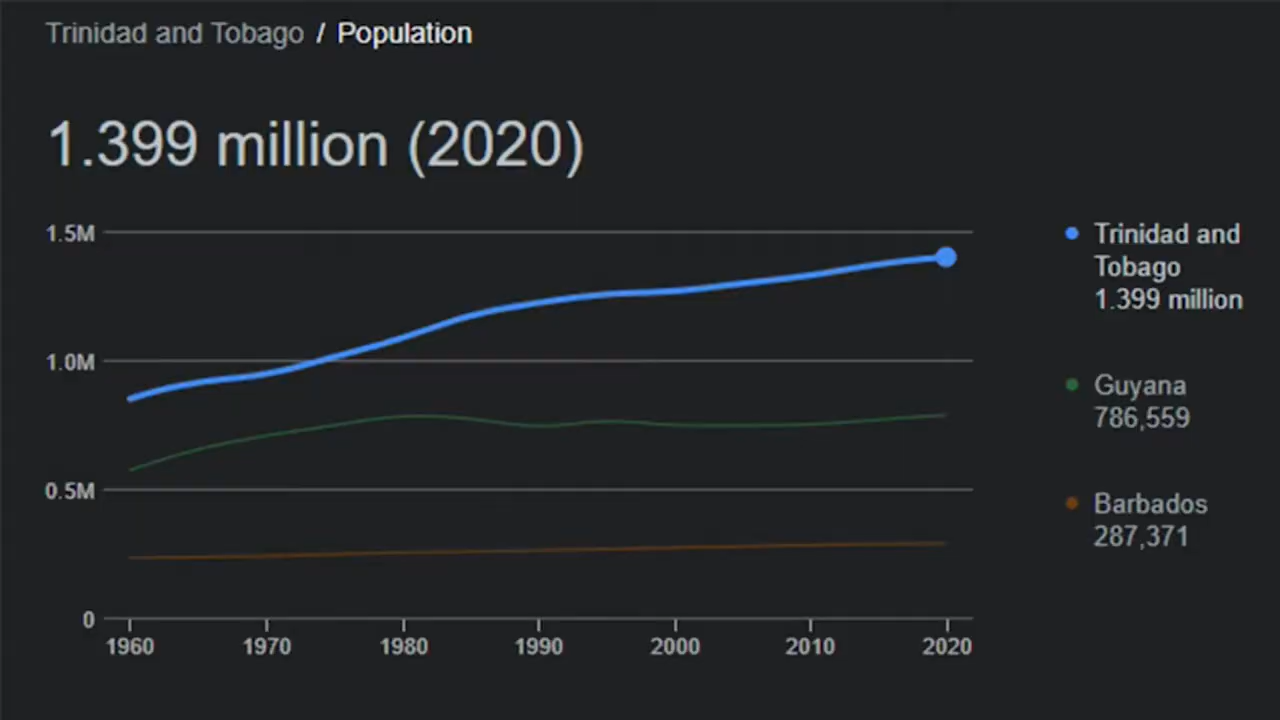 Trinidad and Tobago / Population
1.399 million (2020)
1.5M
1.0M
0.5M
0
1960 1970 1980 1990 2000 2010 2020
Trinidad and
Tobago
1.399 million
Guyana
786,559
Barbados
287,371